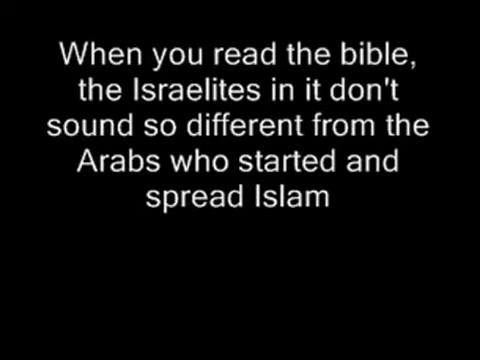 When you read the bible,
the Israelites in it don't
sound so different from the
Arabs who started and
spread Islam